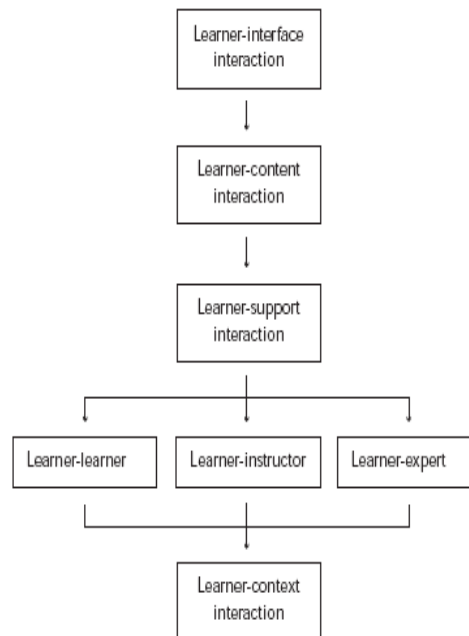 Learner-interface
interaction
Learner-content
interaction
Learner-support
interaction
Learner-learner
Learner-instructor
Learner-expert
Learner-context
interaction